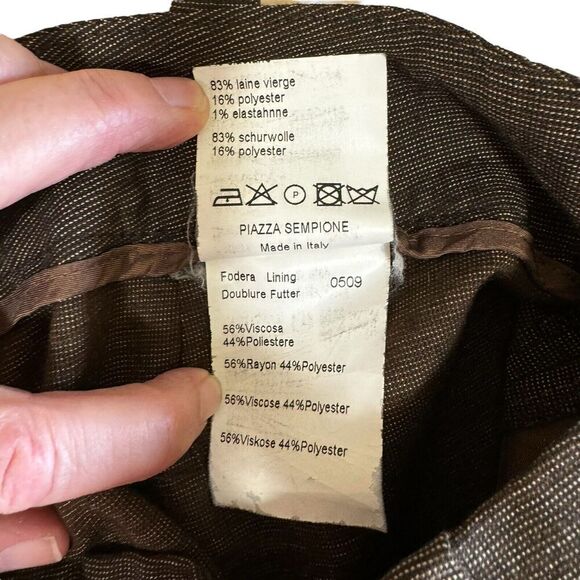 83% laine vierge
16% polyester
1% elastahnne
83% schurwolle
16% polyester
P
PIAZZA SEMPIONE
Made in Italy
Fodera Lining 0509
Doublure Futter
56%Viscosa
44%Poliestere
56%Rayon 44%Polyester
56%Viscose 44%Polyester
56%Viskose 44%Polyester